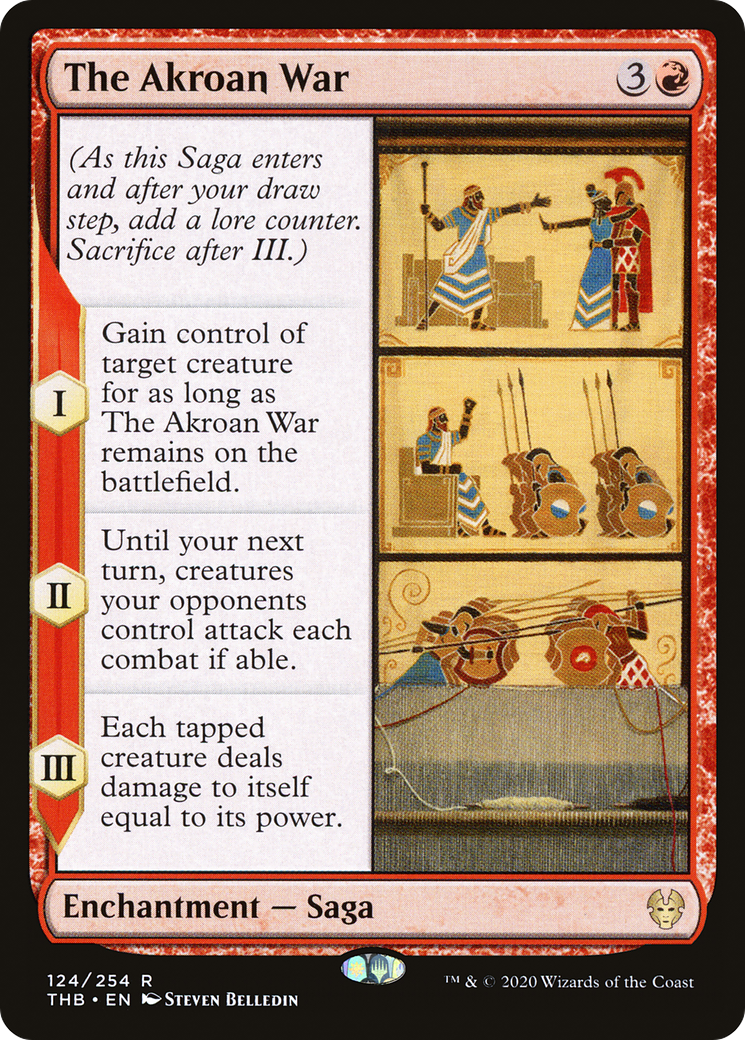 The Akroan War
3
(As this Saga enters
and after your draw
step, add a lore counter.
Sacrifice after III.)
I
Gain control of
target creature
for as long as
The Akroan War
remains on the
battlefield.
II
Until your next
turn, creatures
your opponents
control attack each
combat if able.
III
Each tapped
creature deals
damage to itself
equal to its power.
Enchantment — Saga
124/254 R
THB • EN Steven Belledin
™ & © 2020 Wizards of the Coast